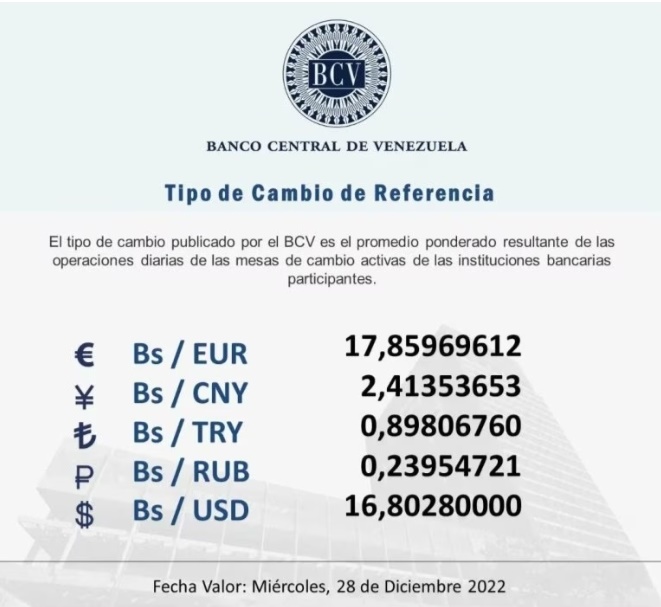 BCV
BANCO CENTRAL DE VENEZUELA
Tipo de Cambio de Referencia
El tipo de cambio publicado por el BCV es el promedio ponderado resultante de las
operaciones diarias de las mesas de cambio activas de las instituciones bancarias
participantes.
€ Bs / EUR 17,85969612
¥ Bs / CNY 2,41353653
₺ Bs / TRY 0,89806760
₽ Bs / RUB 0,23954721
$ Bs / USD 16,80280000
Fecha Valor: Miércoles, 28 de Diciembre 2022